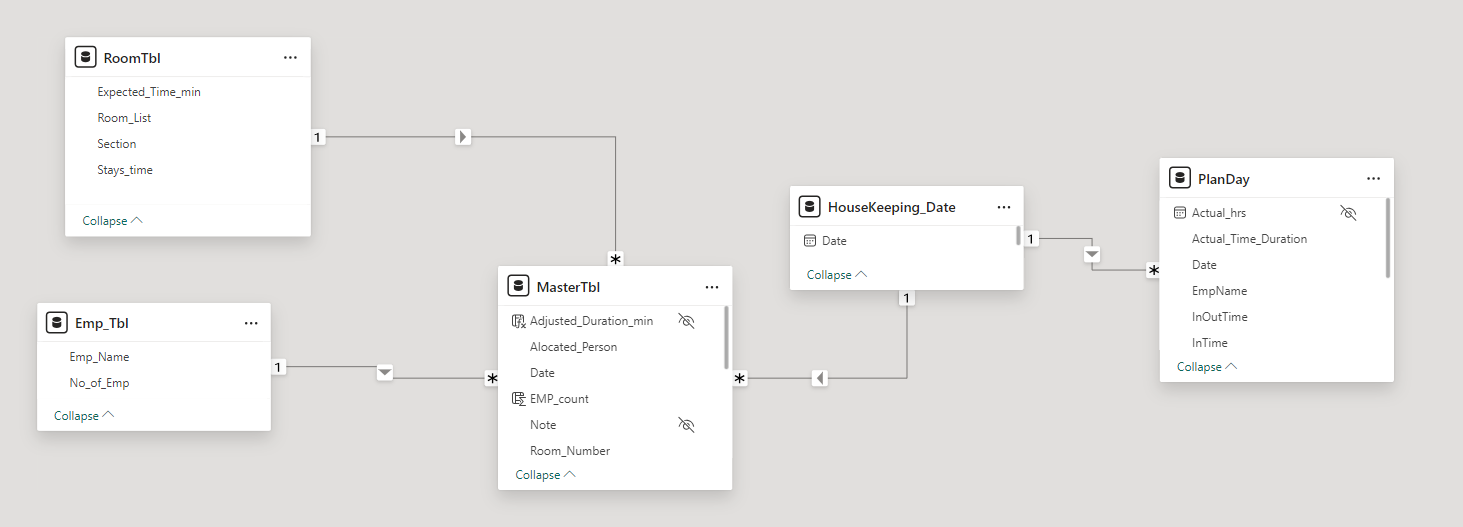 RoomTbl
Expected_Time_min
Room_List
Section
Stays_time
Collapse
1
*
Emp_Tbl
Emp_Name
No_of_Emp
Collapse
1
*
MasterTbl
Adjusted_Duration_min
Alocated_Person
Date
EMP_count
Note
Room_Number
Collapse
*
HouseKeeping_Date
Date
Collapse
1
1
*
PlanDay
Actual_hrs
Actual_Time_Duration
Date
EmpName
InOutTime
InTime
Collapse